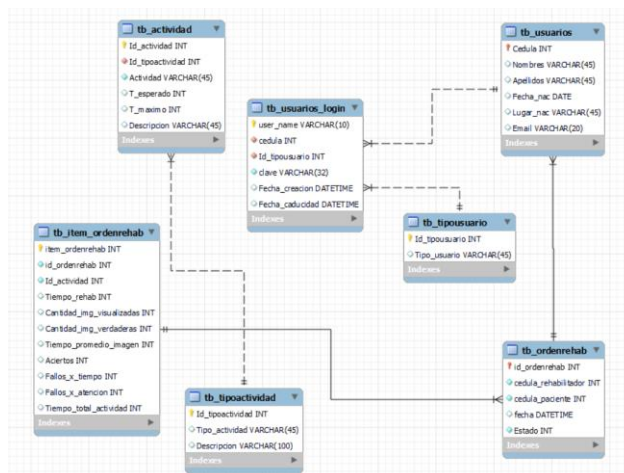 tb_actividad
Id_actividad INT
Id_tipoactividad INT
Actividad VARCHAR(45)
T_esperado INT
T_maximo INT
Descripcion VARCHAR(45)
Indexes
tb_usuarios_login
user_name VARCHAR(10)
cedula INT
Id_tipousuario INT
clave VARCHAR(32)
Fecha_creacion DATETIME
Fecha_caducidad DATETIME
Indexes
tb_usuarios
Cedula INT
Nombres VARCHAR(45)
Apellidos VARCHAR(45)
Fecha_nac DATE
Lugar_nac VARCHAR(45)
Email VARCHAR(20)
Indexes
tb_tipousuario
Id_tipousuario INT
Tipo_usuario VARCHAR(45)
Indexes
tb_item_ordenrehab
item_ordenrehab INT
id_ordenrehab INT
Id_actividad INT
Tiempo_rehab INT
Cantidad_img_visualizadas INT
Cantidad_img_verdaderas INT
Tiempo_promedio_imagen INT
Aciertos INT
Fallos_x_tiempo INT
Fallos_x_atencion INT
Tiempo_total_actividad INT
Indexes
tb_tipoactividad
Id_tipoactividad INT
Tipo_actividad VARCHAR(45)
Descripcion VARCHAR(100)
Indexes
tb_ordenrehab
id_ordenrehab INT
cedula_rehabilitador INT
cedula_paciente INT
fecha DATETIME
Estado INT
Indexes